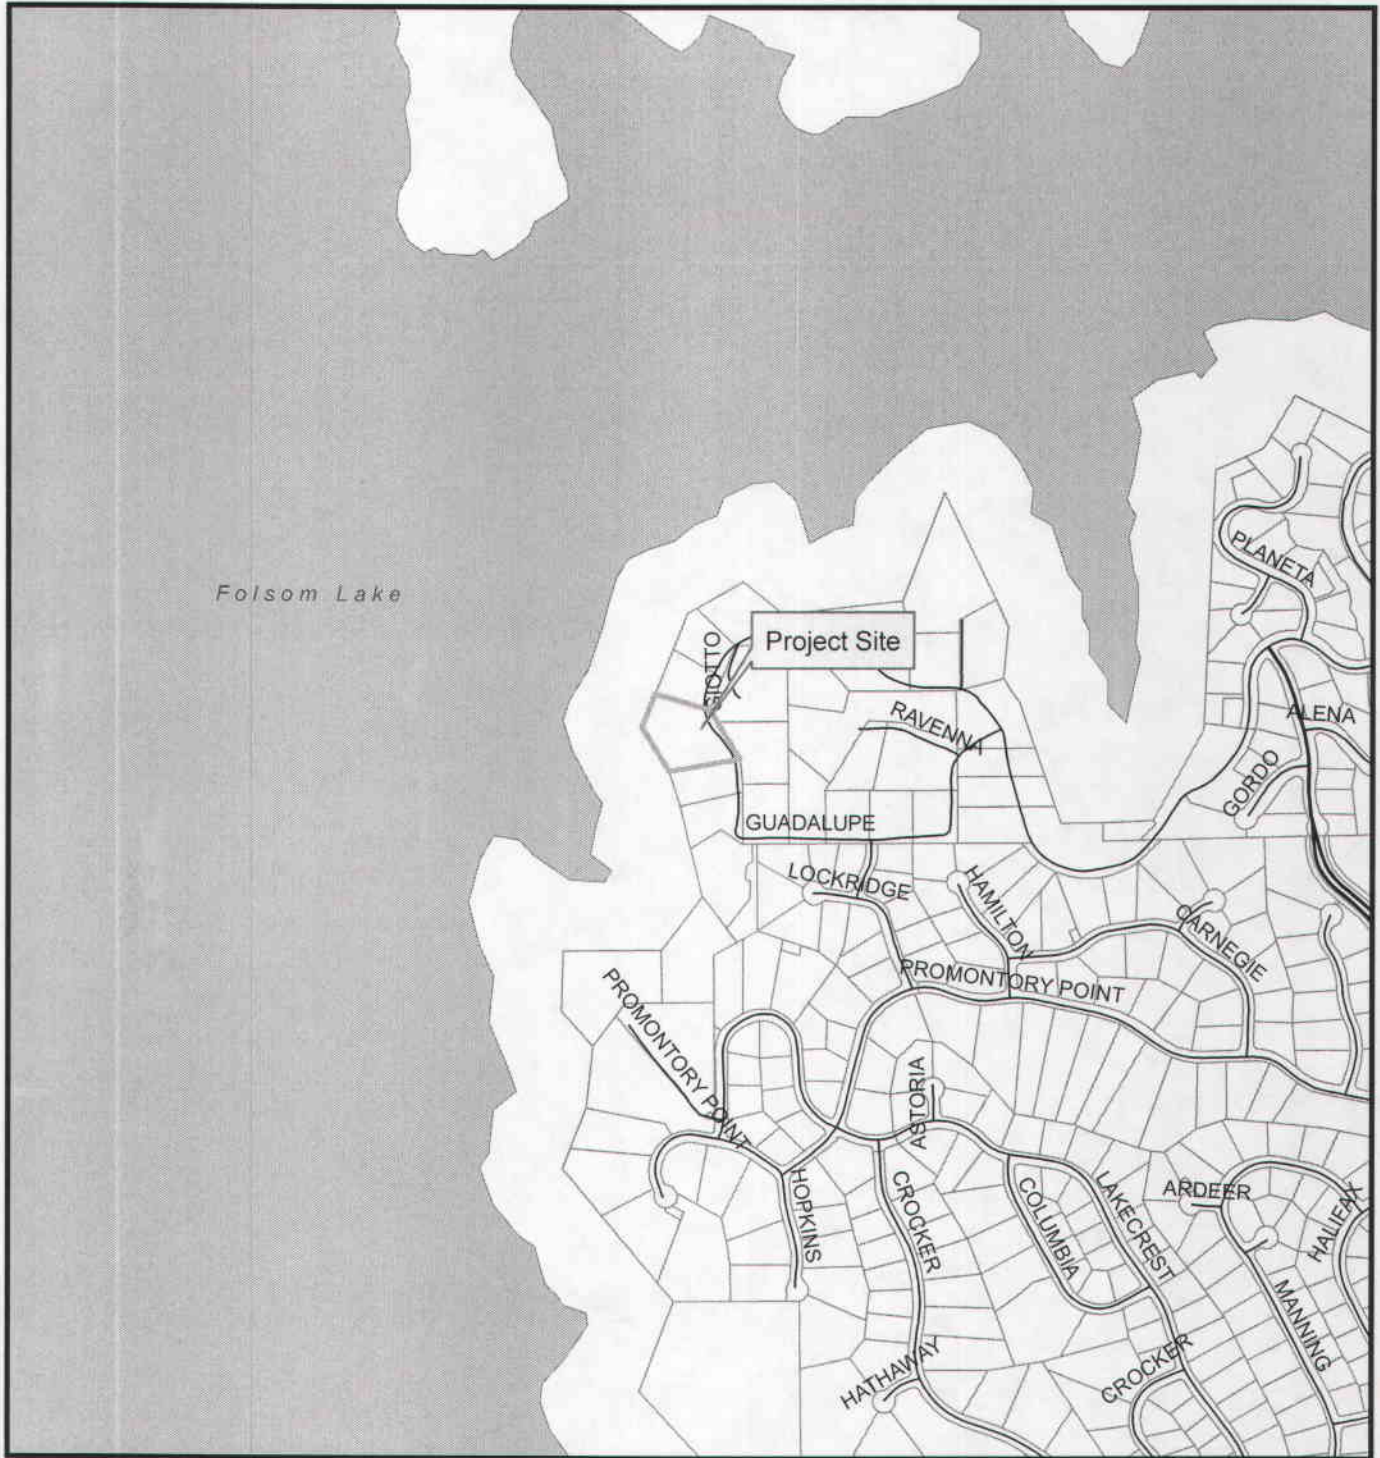 Folsom Lake
PLANETA
GIOTTO
Project Site
RAVENNA
ALENA
GORDO
GUADALUPE
LOCKRIDGE
HAMILTON
CARNEGIE
PROMONTORY POINT
PROMONTORY POINT
ASTORIA
HOPKINS
CROCKER
COLUMBIA
LAKECREST
ARDEER
HALIFAX
MANNING
HATHAWAY
CROCKER